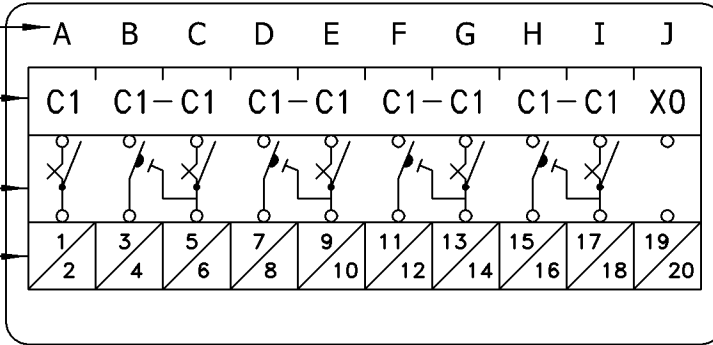 A B C D E F G H I J
C1 C1-C1 C1-C1 C1-C1 C1-C1 X0
1 3 5 7 9 11 13 15 17 19
2 4 6 8 10 12 14 16 18 20